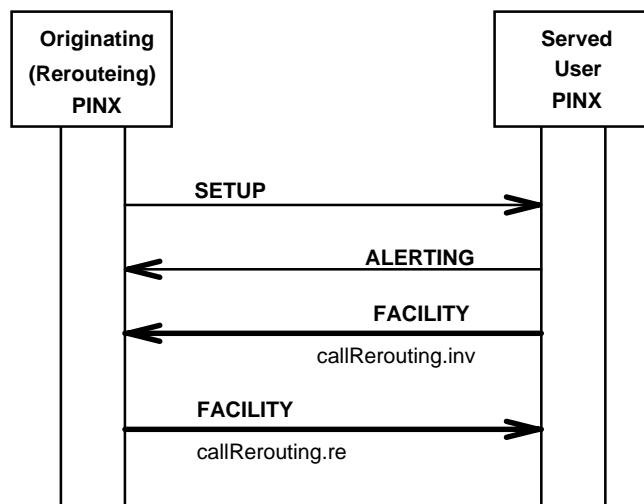 Originating
(Rerouteing)
PINX
Served
User
PINX
SETUP
ALERTING
FACILITY
callRerouting.inv
FACILITY
callRerouting.re